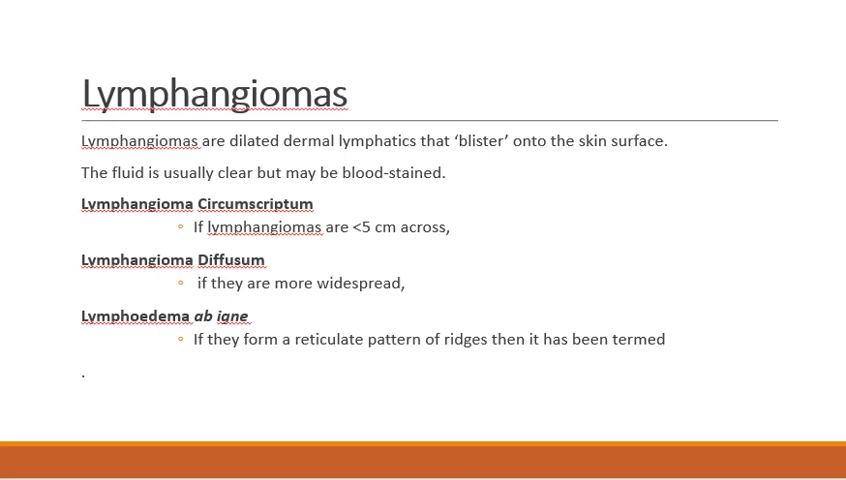 Lymphangiomas
Lymphangiomas are dilated dermal lymphatics that ‘blister’ onto the skin surface.
The fluid is usually clear but may be blood-stained.
Lymphangioma Circumscriptum
◦ If lymphangiomas are <5 cm across,
Lymphangioma Diffusum
◦ if they are more widespread,
Lymphoedema ab igne
◦ If they form a reticulate pattern of ridges then it has been termed
.